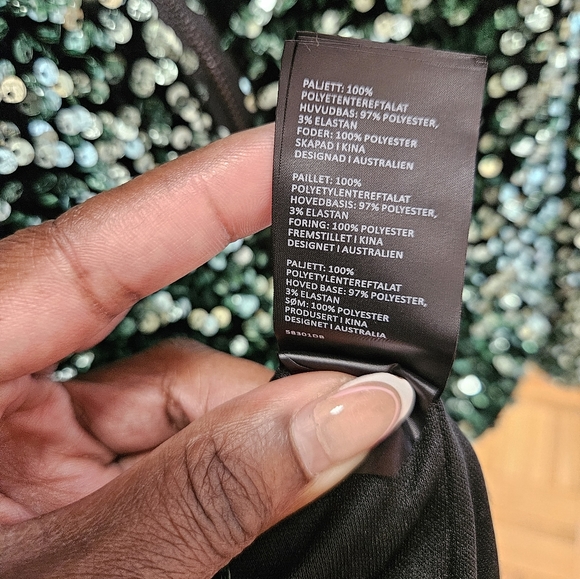 PALJETT: 100%
POLYETENTEREFTALAT
HUVUDBAS: 97% POLYESTER,
3% ELASTAN
FODER: 100% POLYESTER
SKAPAD I KINA
DESIGNAD I AUSTRALIEN
PAILLET: 100%
POLYETYLENTEREFTALAT
HOVEDBASIS: 97% POLYESTER,
3% ELASTAN
FORING: 100% POLYESTER
FREMSTILLET I KINA
DESIGNET I AUSTRALIEN
PALJETT: 100%
POLYETYLENTEREFTALAT
HOVED BASE: 97% POLYESTER,
3% ELASTAN
SØM: 100% POLYESTER
PRODUSERT I KINA
DESIGNET I AUSTRALIA
5830108